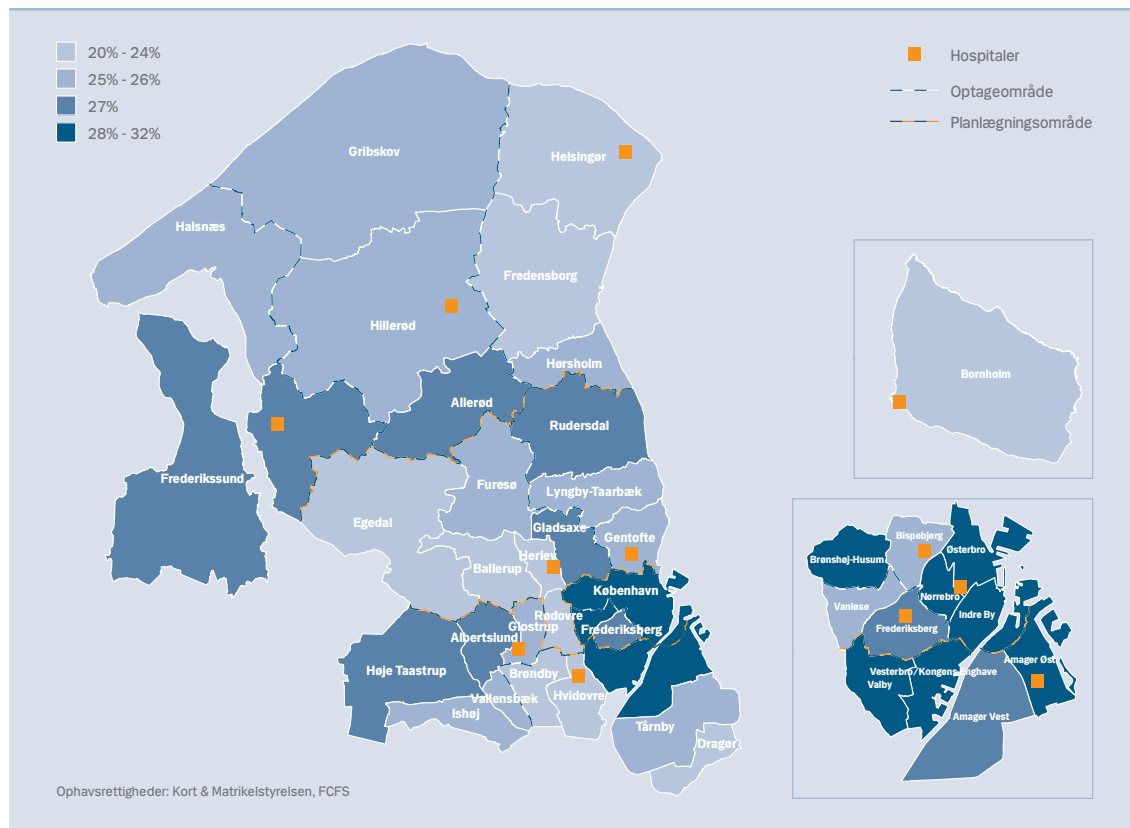 20% - 24%
25% - 26%
27%
28% - 32%
Hospitaler
Optageområde
Planlægningsområde
Gribskov
Helsingør
Halsnæs
Fredensborg
Hillerød
Hørsholm
Allerød
Rudersdal
Frederikssund
Furesø
Lyngby-Taarbæk
Egedal
Gladsaxe
Gentofte
Herlev
Ballerup
København
Rødovre
Glostrup
Frederiksberg
Albertslund
Høje Taastrup
Brøndby
Hvidovre
Vallensbæk
Ishøj
Tårnby
Dragør
Bornholm
Bispebjerg
Østerbro
Brønshøj-Husum
Nørrebro
Vanløse
Indre By
Frederiksberg
Amager Øst
Vesterbro/Kongens Enghave
Valby
Amager Vest
Ophavsrettigheder: Kort & Matrikelstyrelsen, FCFS